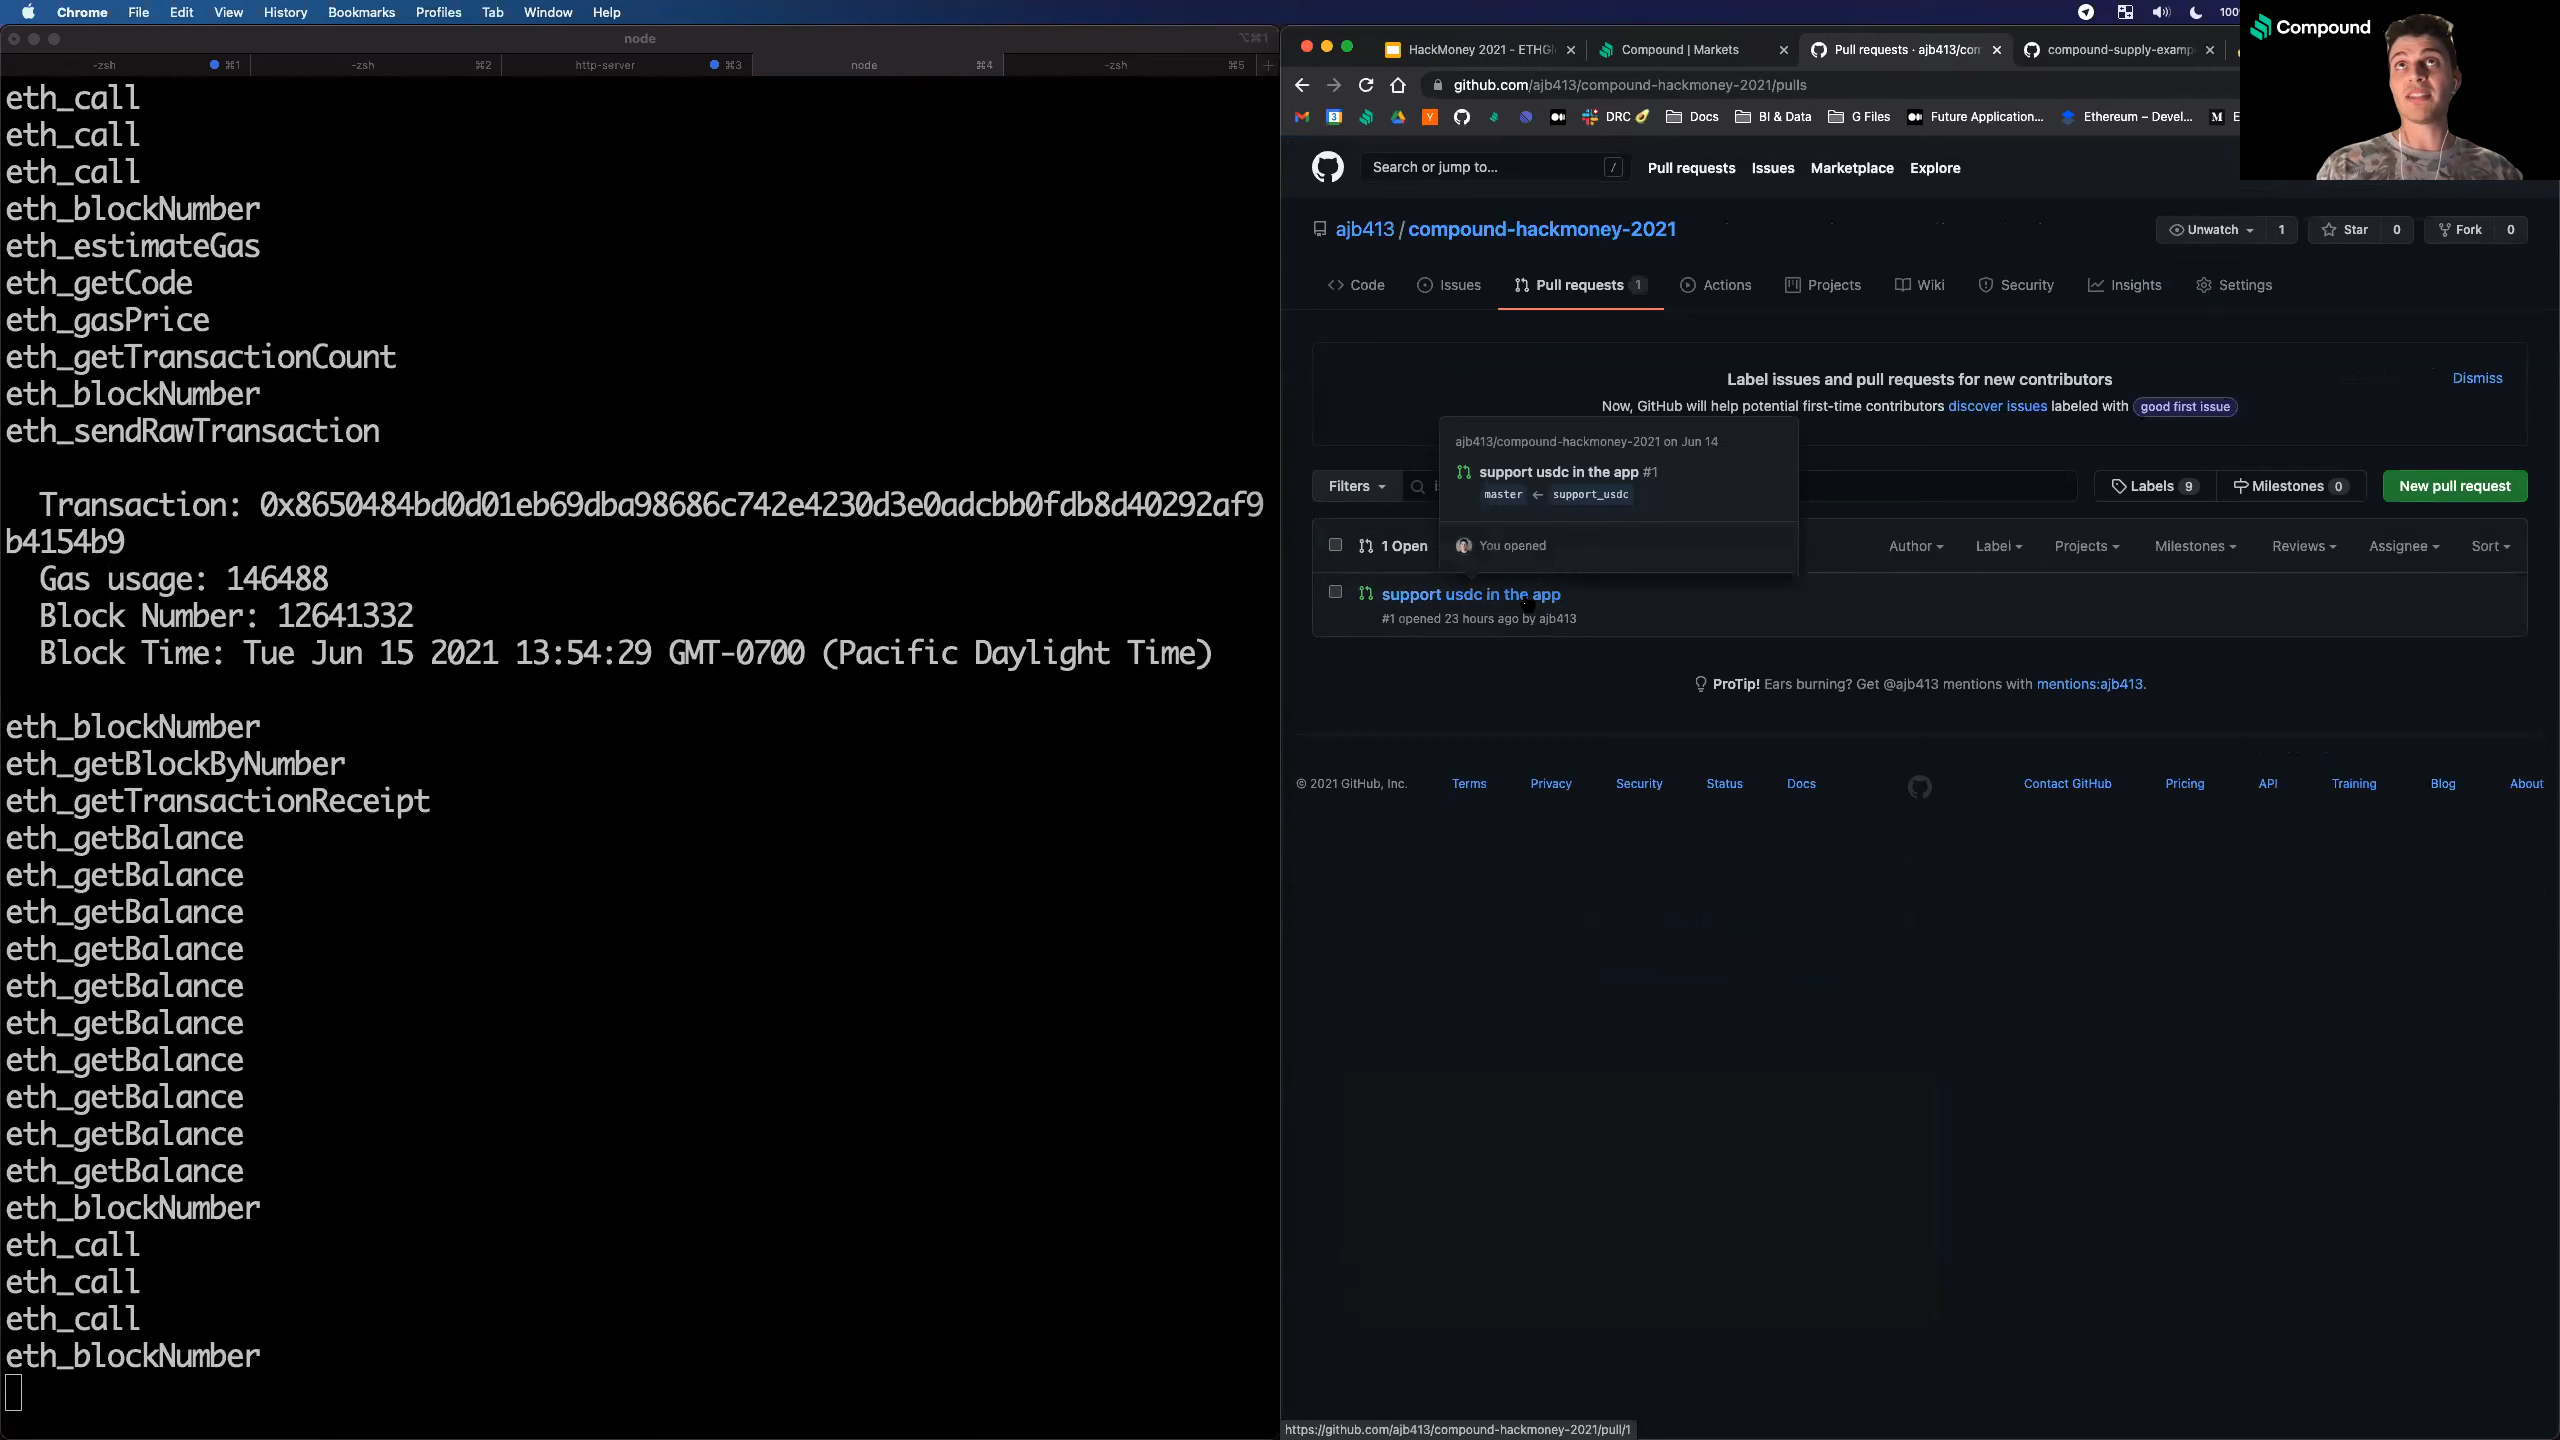 Chrome File Edit View History Bookmarks Profiles Tab Window Help
node
⌥⌘1
-zsh ⌘1 -zsh ⌘2 http-server ⌘3 node ⌘4 -zsh ⌘5
eth_call
eth_call
eth_call
eth_blockNumber
eth_estimateGas
eth_getCode
eth_gasPrice
eth_getTransactionCount
eth_blockNumber
eth_sendRawTransaction
Transaction: 0x8650484bd0d01eb69dba98686c742e4230d3e0adcbb0fdb8d40292af9
b4154b9
Gas usage: 146488
Block Number: 12641332
Block Time: Tue Jun 15 2021 13:54:29 GMT-0700 (Pacific Daylight Time)
eth_blockNumber
eth_getBlockByNumber
eth_getTransactionReceipt
eth_getBalance
eth_getBalance
eth_getBalance
eth_getBalance
eth_getBalance
eth_getBalance
eth_getBalance
eth_getBalance
eth_getBalance
eth_getBalance
eth_blockNumber
eth_call
eth_call
eth_call
eth_blockNumber
Compound
HackMoney 2021 - ETHGl Compound | Markets Pull requests · ajb413/com compound-supply-examp
github.com/ajb413/compound-hackmoney-2021/pulls
DRC Docs BI & Data G Files Future Application... Ethereum – Devel... M
Search or jump to... / Pull requests Issues Marketplace Explore
ajb413 / compound-hackmoney-2021
Unwatch 1 Star 0 Fork 0
Code Issues Pull requests 1 Actions Projects Wiki Security Insights Settings
Label issues and pull requests for new contributors
Dismiss
Now, GitHub will help potential first-time contributors discover issues labeled with good first issue
ajb413/compound-hackmoney-2021 on Jun 14
support usdc in the app #1
master ← support_usdc
You opened
Filters
Labels 9 Milestones 0 New pull request
1 Open
Author Label Projects Milestones Reviews Assignee Sort
support usdc in the app
#1 opened 23 hours ago by ajb413
ProTip! Ears burning? Get @ajb413 mentions with mentions:ajb413.
© 2021 GitHub, Inc. Terms Privacy Security Status Docs Contact GitHub Pricing API Training Blog About
https://github.com/ajb413/compound-hackmoney-2021/pull/1